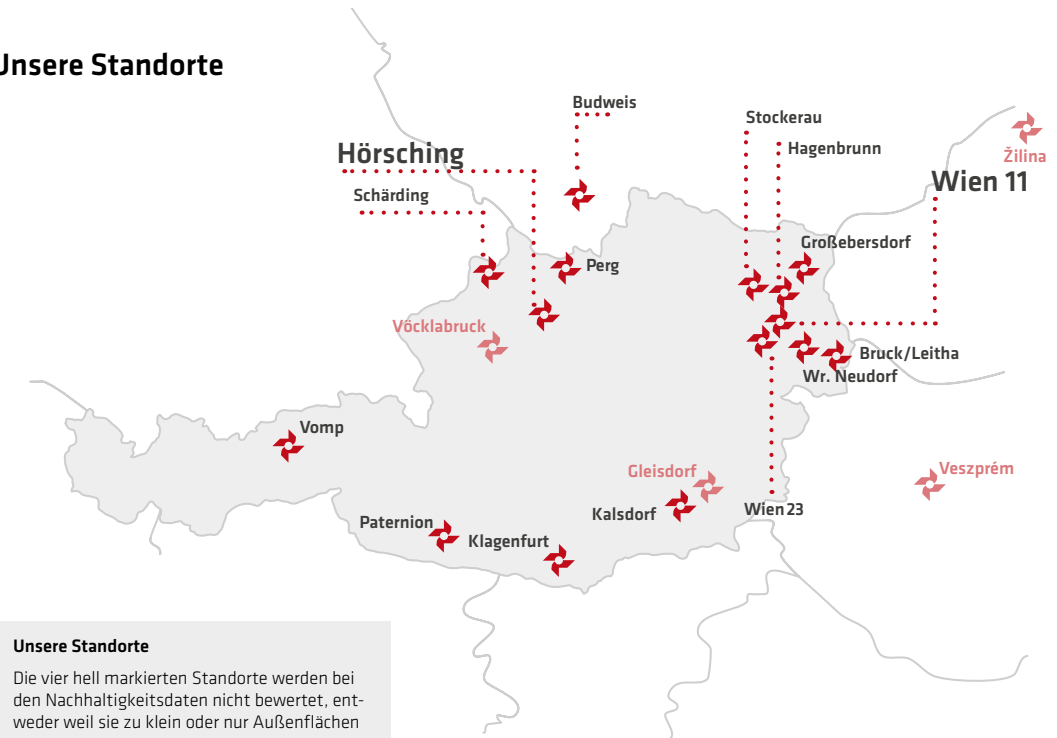 Unsere Standorte
Budweis
Stockerau
Hagenbrunn
Žilina
Hörsching
Wien 11
Schärding
Großebersdorf
Perg
Vöcklabruck
Bruck/Leitha
Wr. Neudorf
Vomp
Gleisdorf
Veszprém
Kalsdorf
Wien 23
Paternion
Klagenfurt
Unsere Standorte
Die vier hell markierten Standorte werden bei
den Nachhaltigkeitsdaten nicht bewertet, ent-
weder weil sie zu klein oder nur Außenflächen